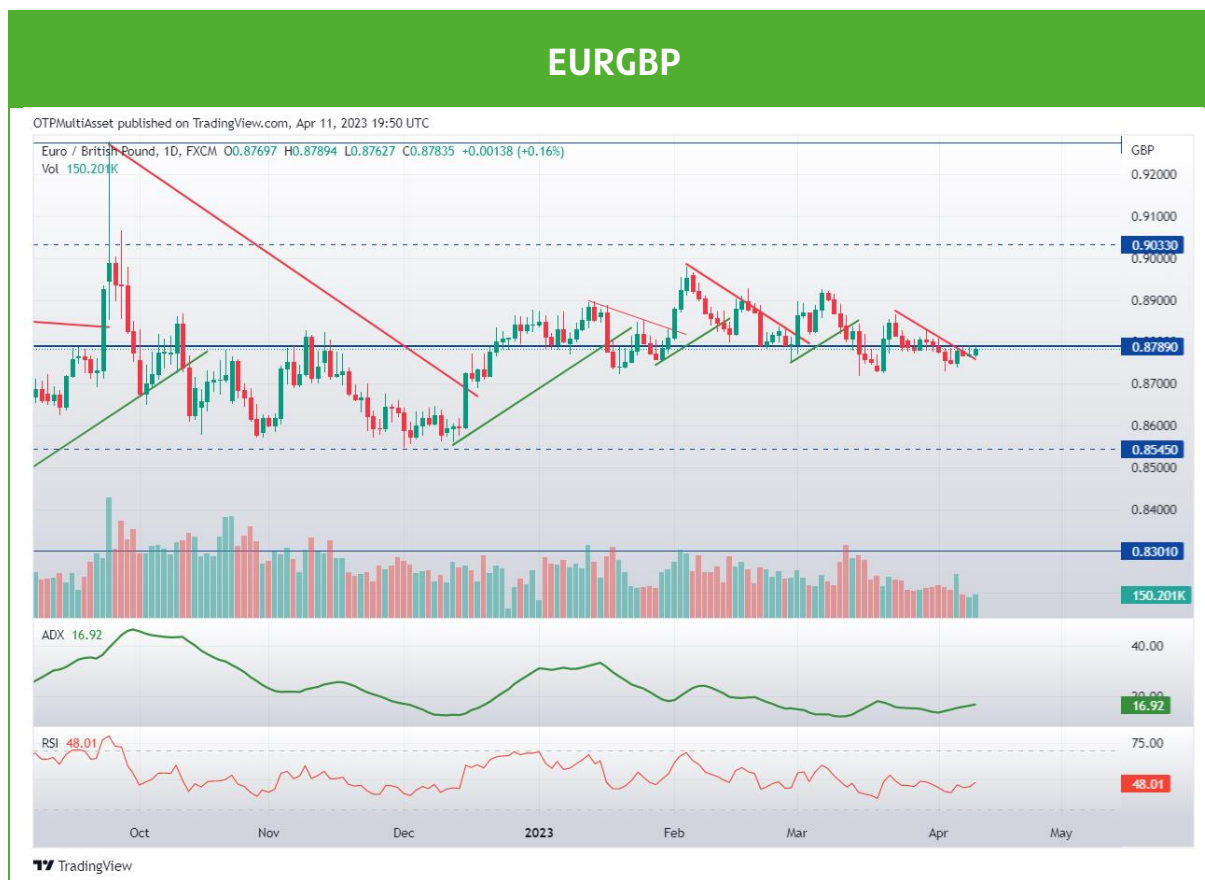 EURGBP
OTPMultiAsset published on TradingView.com, Apr 11, 2023 19:50 UTC
Euro / British Pound, 1D, FXCM O0.87697 H0.87894 L0.87627 C0.87835 +0.00138 (+0.16%)
GBP
Vol 150.201K
0.92000
0.91000
0.90330
0.90000
0.89000
0.87890
0.87000
0.86000
0.85450
0.85000
0.84000
0.83010
150.201K
ADX 16.92
40.00
20.00
16.92
RSI 48.01
75.00
48.01
Oct Nov Dec 2023 Feb Mar Apr May
TradingView